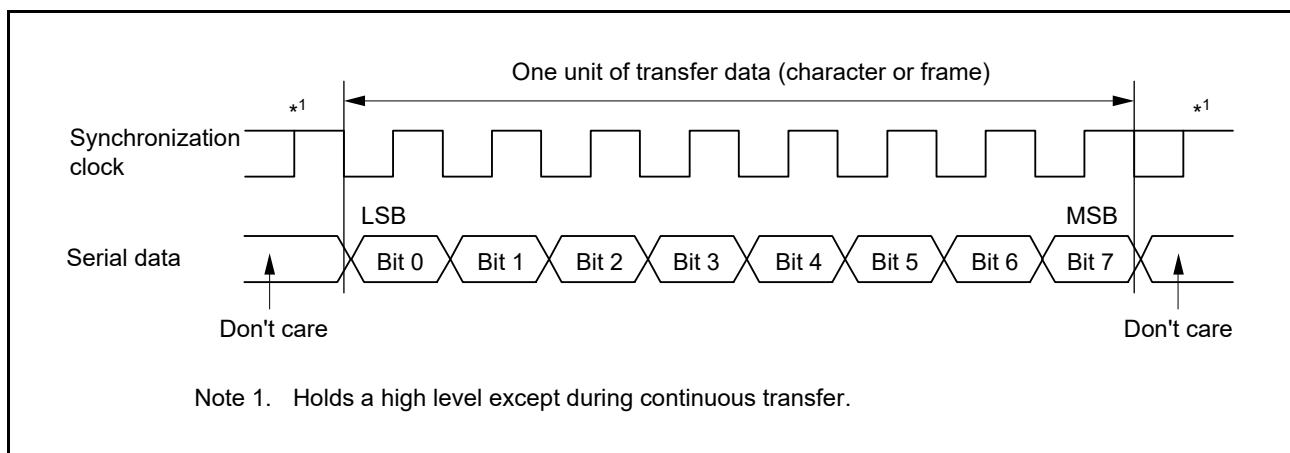 One unit of transfer data (character or frame)
*1 *1
Synchronization
clock
LSB MSB
Serial data Bit 0 Bit 1 Bit 2 Bit 3 Bit 4 Bit 5 Bit 6 Bit 7
Don't care Don't care
Note 1. Holds a high level except during continuous transfer.